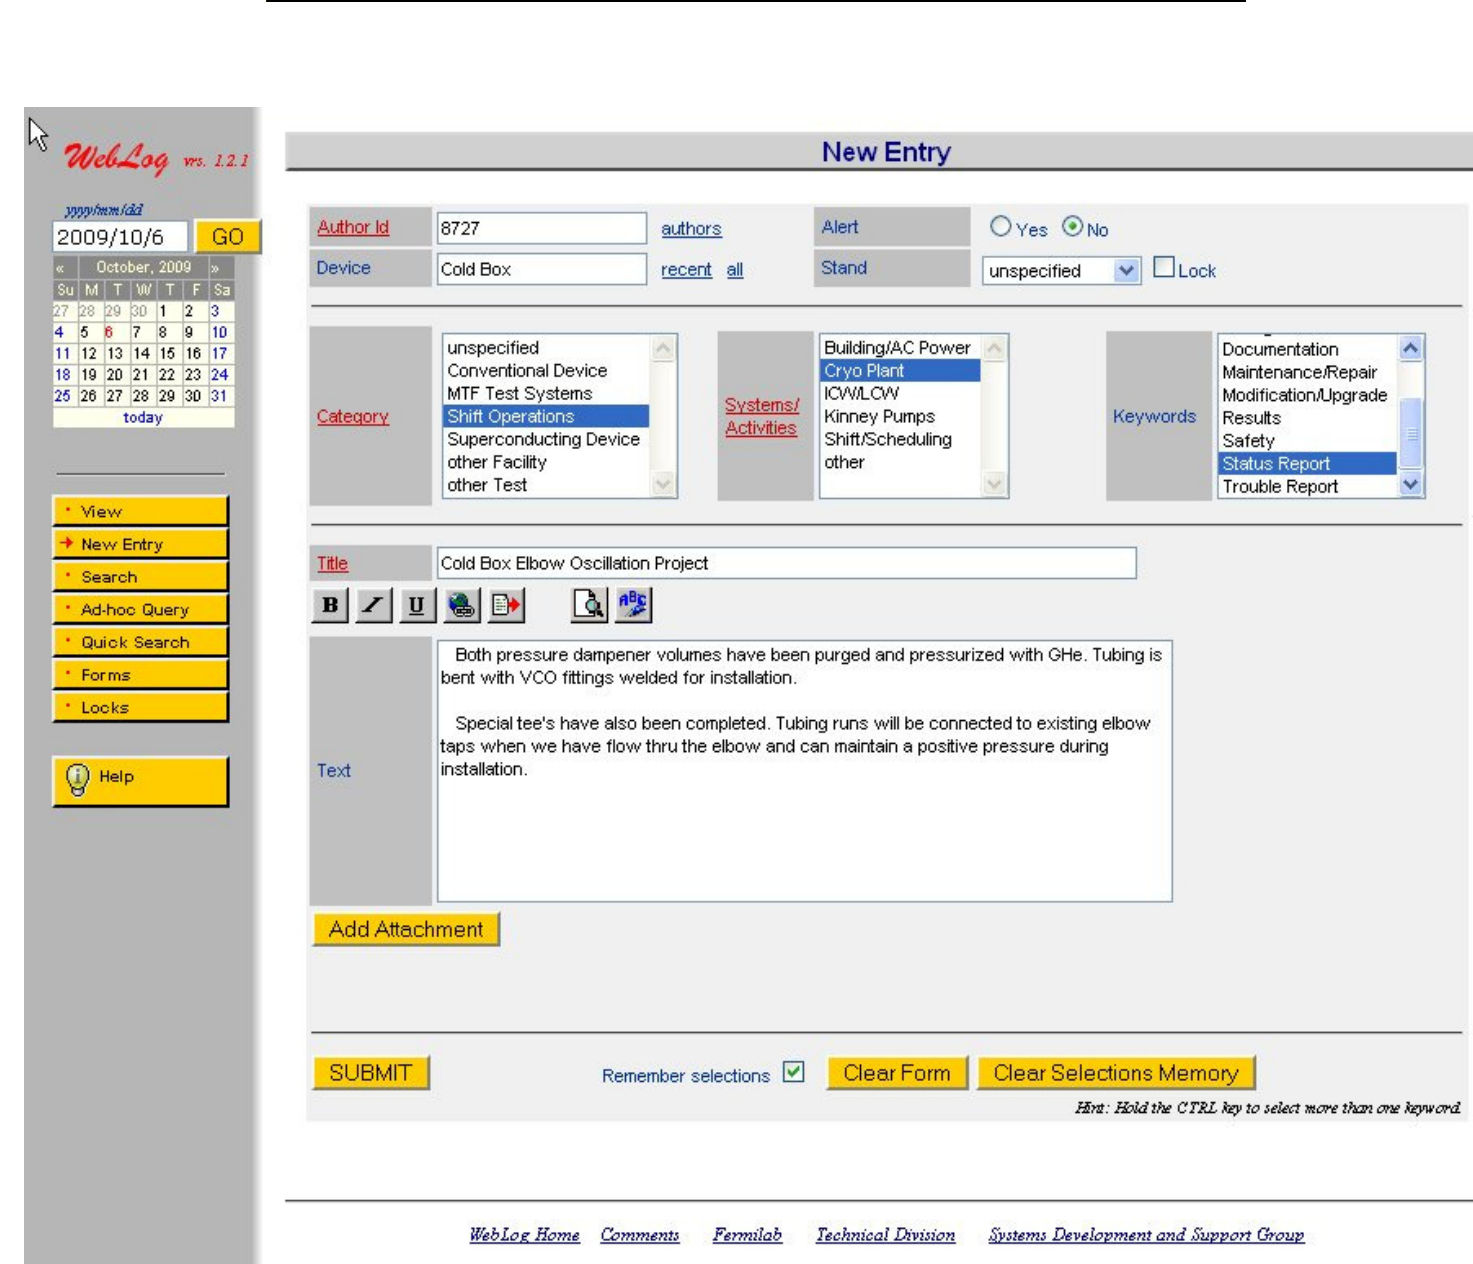 WebLog vrs. 1.2.1
yyyy/mm/dd
2009/10/6 GO
« October, 2009 »
Su M T W T F Sa
27 28 29 30 1 2 3
4 5 6 7 8 9 10
11 12 13 14 15 16 17
18 19 20 21 22 23 24
25 26 27 28 29 30 31
today
View
New Entry
Search
Ad-hoc Query
Quick Search
Forms
Locks
Help
New Entry
Author Id 8727 authors Alert Yes No
Device Cold Box recent all Stand unspecified Lock
Category
unspecified
Conventional Device
MTF Test Systems
Shift Operations
Superconducting Device
other Facility
other Test
Systems/
Activities
Building/AC Power
Cryo Plant
ICW/LCW
Kinney Pumps
Shift/Scheduling
other
Keywords
Documentation
Maintenance/Repair
Modification/Upgrade
Results
Safety
Status Report
Trouble Report
Title Cold Box Elbow Oscillation Project
B I U ABC
Text
Both pressure dampener volumes have been purged and pressurized with GHe. Tubing is
bent with VCO fittings welded for installation.
Special tee's have also been completed. Tubing runs will be connected to existing elbow
taps when we have flow thru the elbow and can maintain a positive pressure during
installation.
Add Attachment
SUBMIT Remember selections Clear Form Clear Selections Memory
Hint: Hold the CTRL key to select more than one keyword.
WebLog Home Comments Fermilab Technical Division Systems Development and Support Group